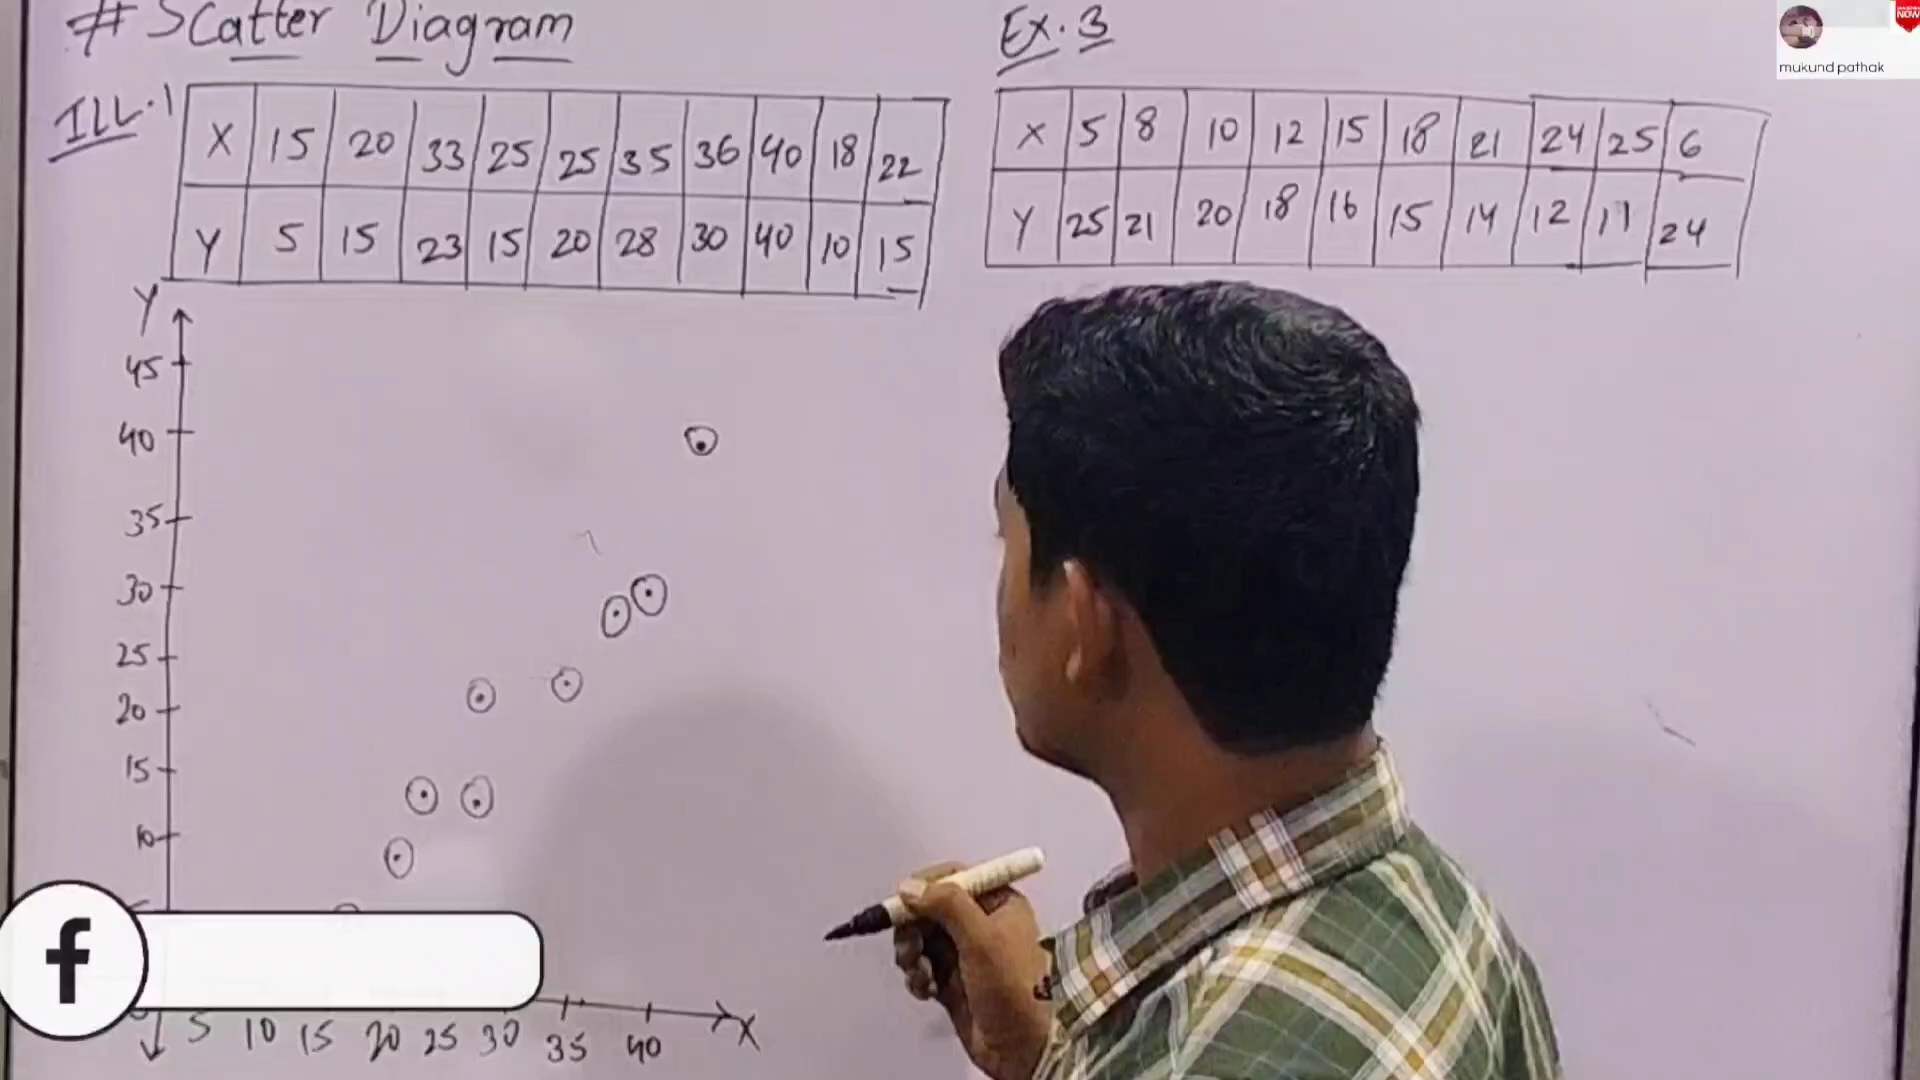 # Scatter Diagram
ILL.1
X 15 20 33 25 25 35 36 40 18 22
Y 5 15 23 15 20 28 30 40 10 15
Ex.3
X 5 8 10 12 15 18 21 24 25 6
Y 25 21 20 18 16 15 14 12 11 24
mukund pathak
NOW
Y
45
40
35
30
25
20
15
10
5 10 15 20 25 30 35 40 X
f